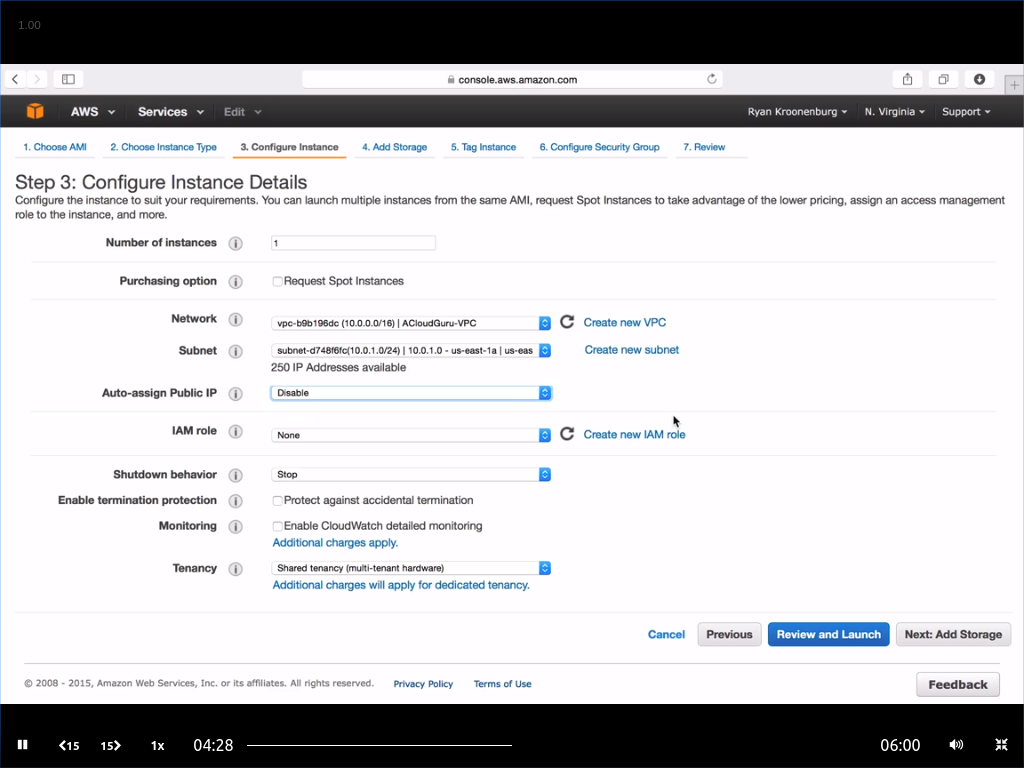 1.00
console.aws.amazon.com
AWS Services Edit Ryan Kroonenburg N. Virginia Support
1. Choose AMI 2. Choose Instance Type 3. Configure Instance 4. Add Storage 5. Tag Instance 6. Configure Security Group 7. Review
Step 3: Configure Instance Details
Configure the instance to suit your requirements. You can launch multiple instances from the same AMI, request Spot Instances to take advantage of the lower pricing, assign an access management
role to the instance, and more.
Number of instances 1
Purchasing option Request Spot Instances
Network vpc-b9b196dc (10.0.0.0/16) | ACloudGuru-VPC Create new VPC
Subnet subnet-d748f6fc(10.0.1.0/24) | 10.0.1.0 - us-east-1a | us-eas Create new subnet
250 IP Addresses available
Auto-assign Public IP Disable
IAM role None Create new IAM role
Shutdown behavior Stop
Enable termination protection Protect against accidental termination
Monitoring Enable CloudWatch detailed monitoring
Additional charges apply.
Tenancy Shared tenancy (multi-tenant hardware)
Additional charges will apply for dedicated tenancy.
Cancel Previous Review and Launch Next: Add Storage
© 2008 - 2015, Amazon Web Services, Inc. or its affiliates. All rights reserved. Privacy Policy Terms of Use Feedback
15 15 1x 04:28 06:00